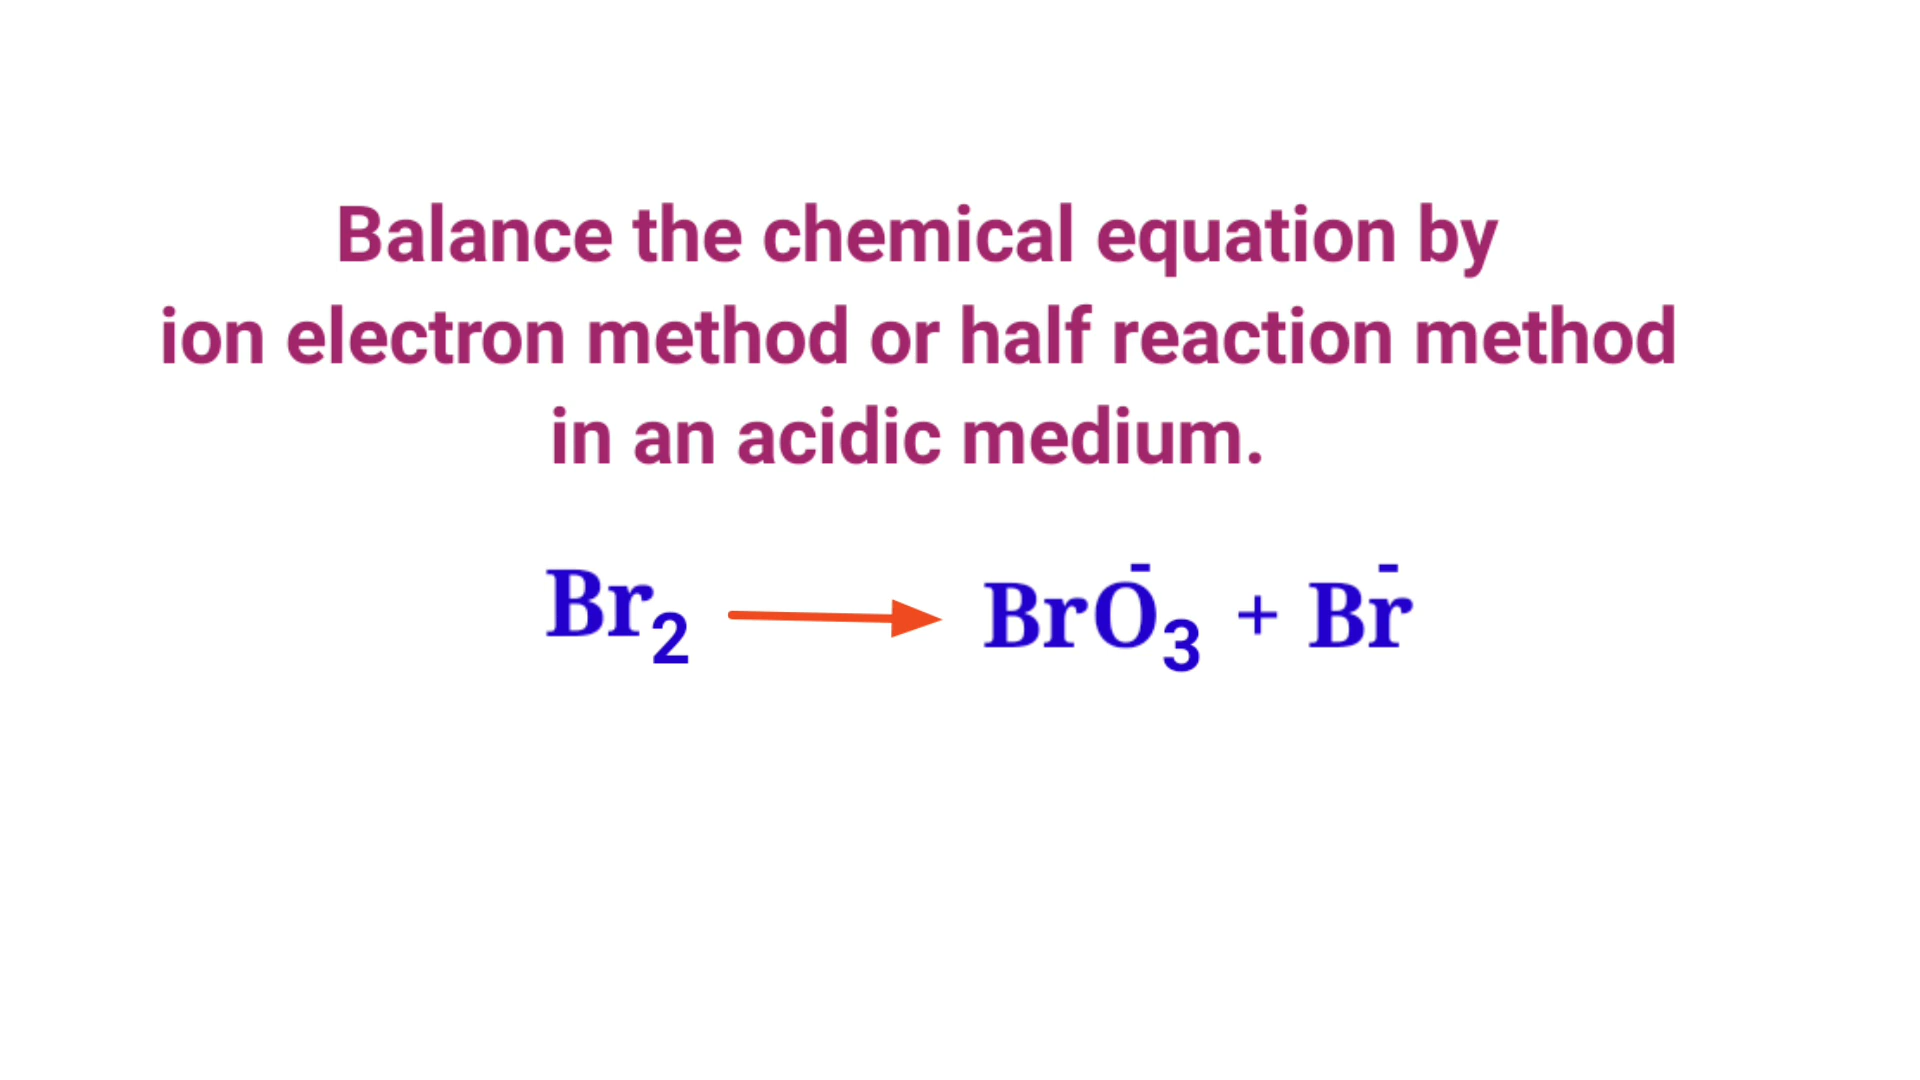 Balance the chemical equation by
ion electron method or half reaction method
in an acidic medium.
Br₂ ⟶ BrO₃⁻ + Br⁻